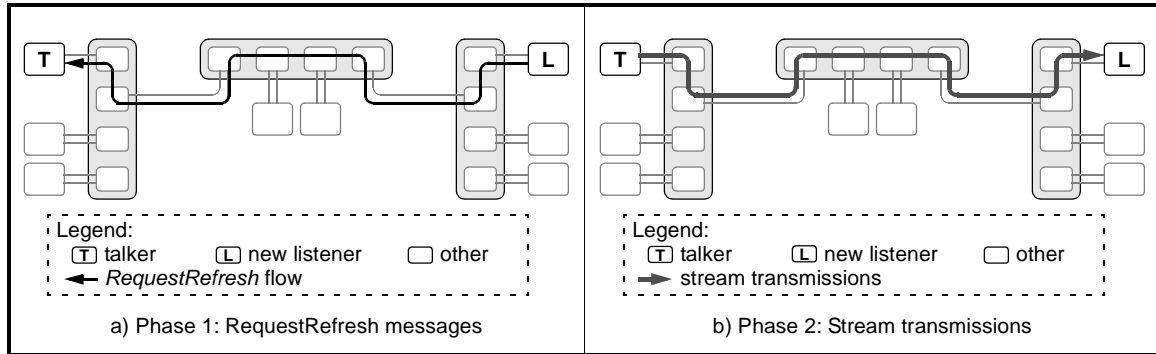 T
L
Legend:
T talker L new listener other
RequestRefresh flow
a) Phase 1: RequestRefresh messages
T
L
Legend:
T talker L new listener other
stream transmissions
b) Phase 2: Stream transmissions